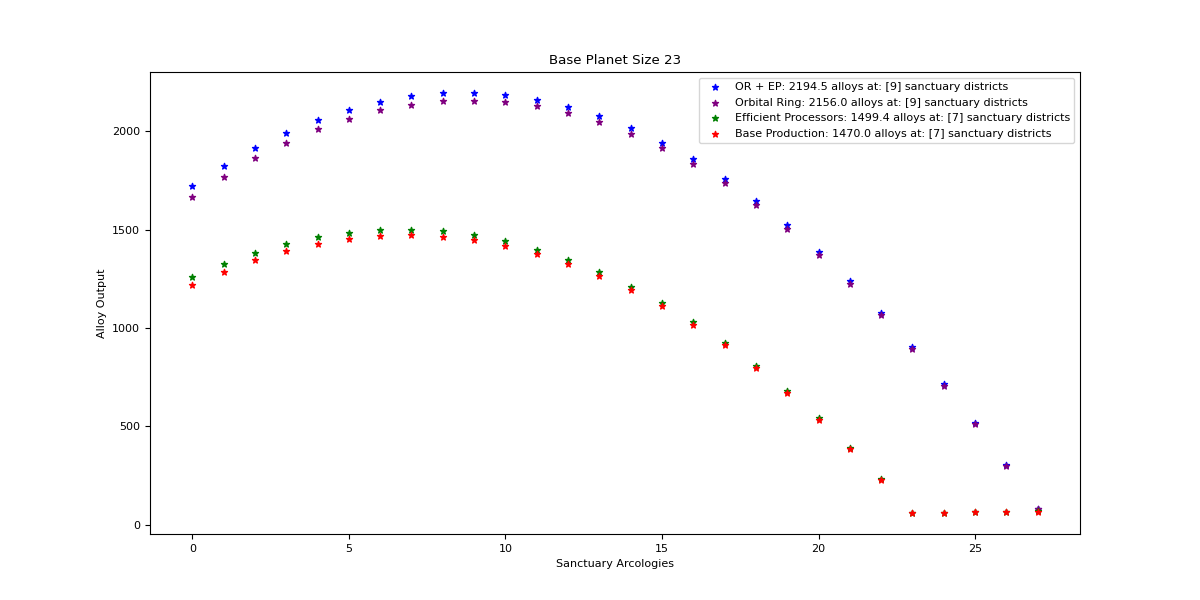 Base Planet Size 23
OR + EP: 2194.5 alloys at: [9] sanctuary districts
Orbital Ring: 2156.0 alloys at: [9] sanctuary districts
Efficient Processors: 1499.4 alloys at: [7] sanctuary districts
Base Production: 1470.0 alloys at: [7] sanctuary districts
Alloy Output
2000
1500
1000
500
0
0 5 10 15 20 25
Sanctuary Arcologies